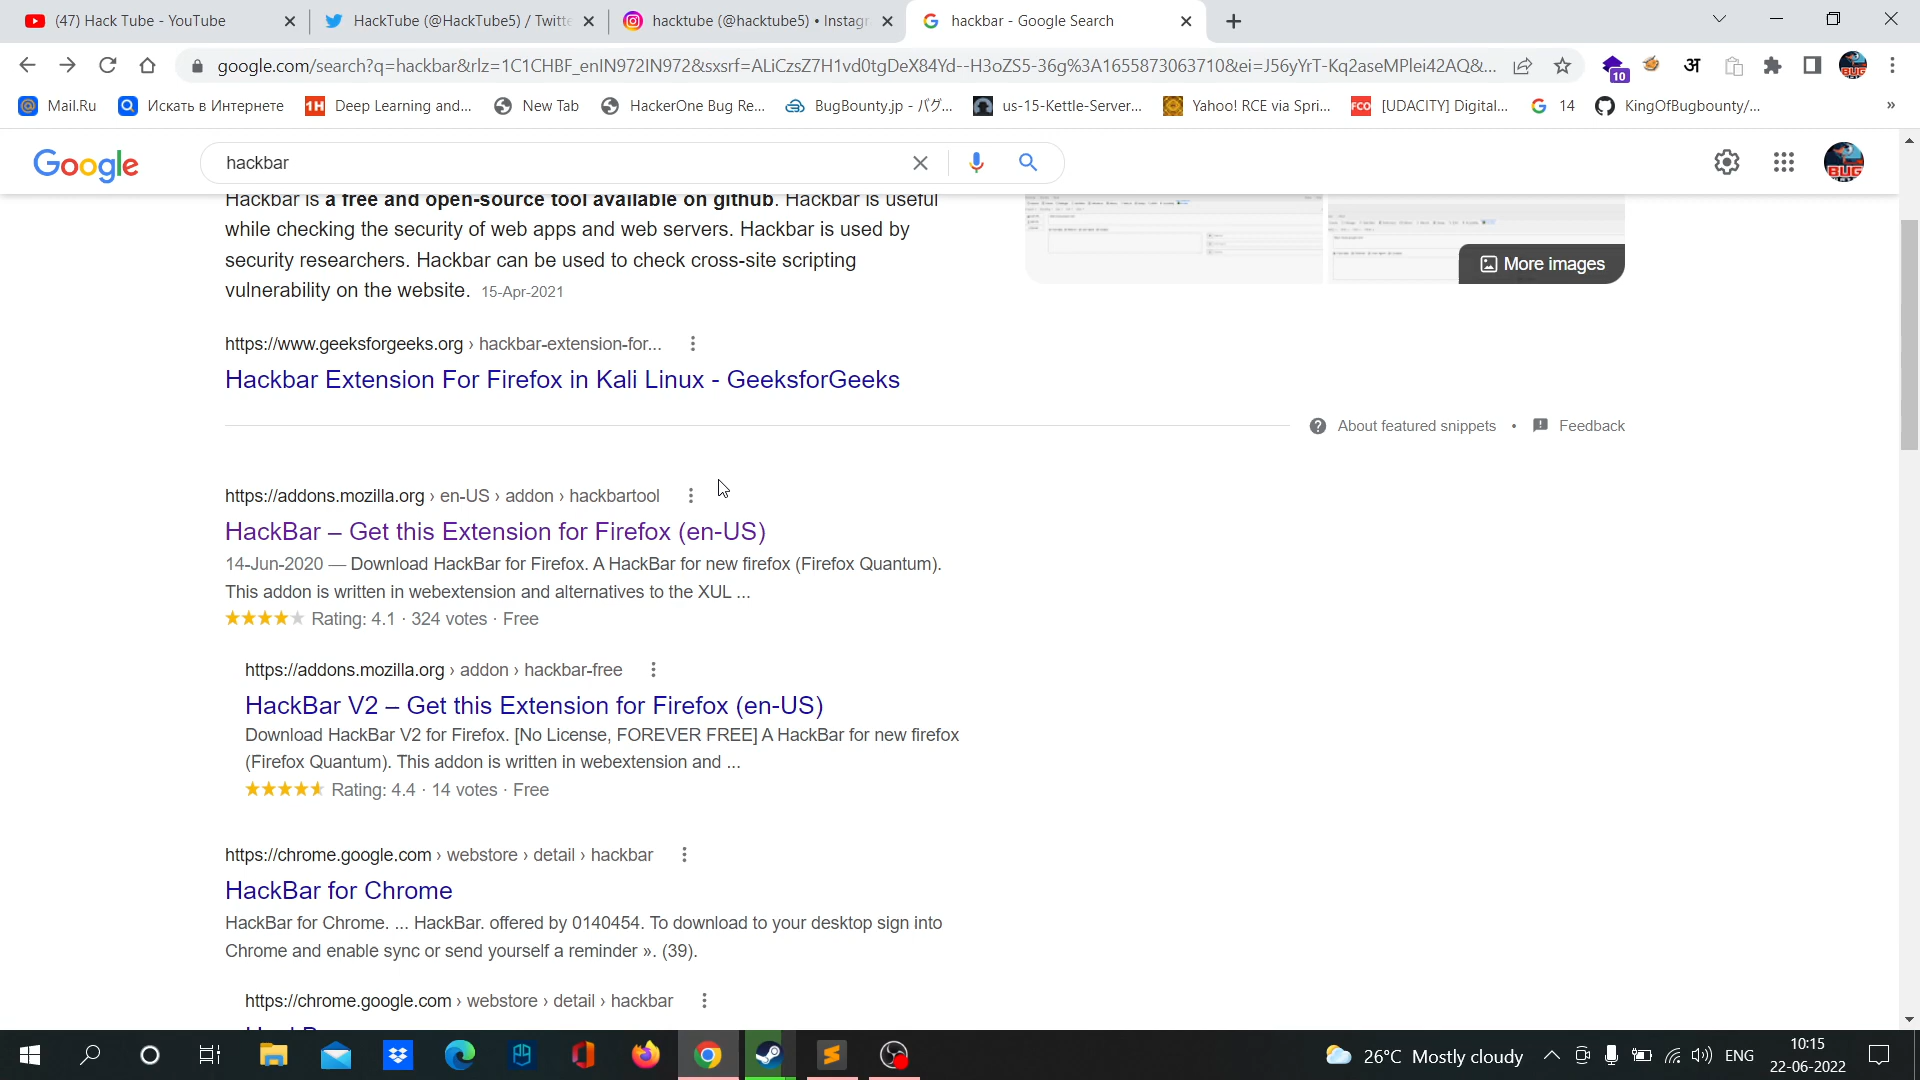 (47) Hack Tube - YouTube
HackTube (@HackTube5) / Twitte
hacktube (@hacktube5) • Instagr
hackbar - Google Search
google.com/search?q=hackbar&rlz=1C1CHBF_enIN972IN972&sxsrf=ALiCzsZ7H1vd0tgDeX84Yd--H3oZS5-36g%3A1655873063710&ei=J56yYrT-Kq2aseMPlei42AQ&...
10
अ
Mail.Ru
Искать в Интернете
1H Deep Learning and...
New Tab
HackerOne Bug Re...
BugBounty.jp - バグ...
us-15-Kettle-Server...
Yahoo! RCE via Spri...
FCO [UDACITY] Digital...
14
KingOfBugbounty/...
»
Google
hackbar
BUG
Hackbar is a free and open-source tool available on github. Hackbar is useful
while checking the security of web apps and web servers. Hackbar is used by
security researchers. Hackbar can be used to check cross-site scripting
vulnerability on the website. 15-Apr-2021
More images
https://www.geeksforgeeks.org › hackbar-extension-for...
Hackbar Extension For Firefox in Kali Linux - GeeksforGeeks
About featured snippets • Feedback
https://addons.mozilla.org › en-US › addon › hackbartool
HackBar – Get this Extension for Firefox (en-US)
14-Jun-2020 — Download HackBar for Firefox. A HackBar for new firefox (Firefox Quantum).
This addon is written in webextension and alternatives to the XUL ...
Rating: 4.1 · 324 votes · Free
https://addons.mozilla.org › addon › hackbar-free
HackBar V2 – Get this Extension for Firefox (en-US)
Download HackBar V2 for Firefox. [No License, FOREVER FREE] A HackBar for new firefox
(Firefox Quantum). This addon is written in webextension and ...
Rating: 4.4 · 14 votes · Free
https://chrome.google.com › webstore › detail › hackbar
HackBar for Chrome
HackBar for Chrome. ... HackBar. offered by 0140454. To download to your desktop sign into
Chrome and enable sync or send yourself a reminder ». (39).
https://chrome.google.com › webstore › detail › hackbar
26°C Mostly cloudy
ENG
10:15
22-06-2022